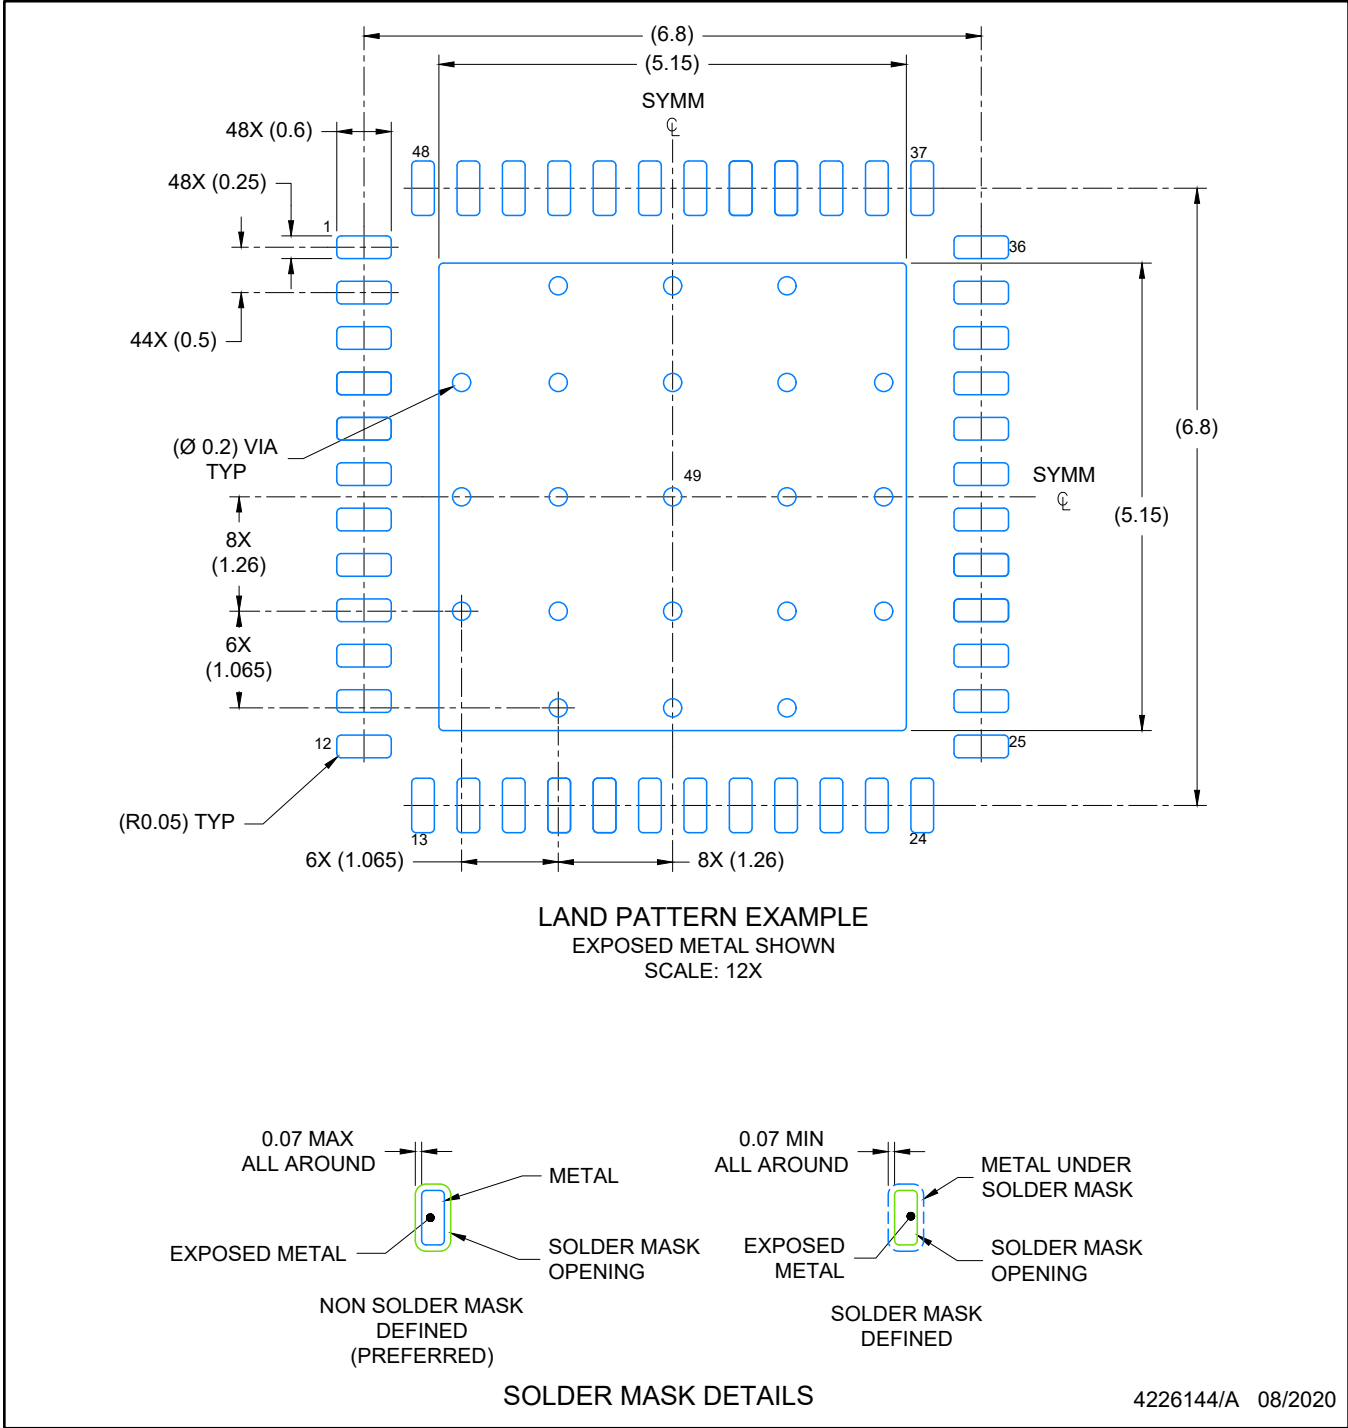 (6.8)
(5.15)
SYMM
℄
48X (0.6)
48
37
48X (0.25)
1
36
44X (0.5)
(6.8)
(Ø 0.2) VIA
TYP
49
SYMM
℄
(5.15)
8X
(1.26)
6X
(1.065)
12
25
(R0.05) TYP
13
24
6X (1.065)
8X (1.26)
LAND PATTERN EXAMPLE
EXPOSED METAL SHOWN
SCALE: 12X
0.07 MAX
ALL AROUND
METAL
EXPOSED METAL
SOLDER MASK
OPENING
NON SOLDER MASK
DEFINED
(PREFERRED)
0.07 MIN
ALL AROUND
METAL UNDER
SOLDER MASK
EXPOSED
METAL
SOLDER MASK
OPENING
SOLDER MASK
DEFINED
SOLDER MASK DETAILS
4226144/A 08/2020